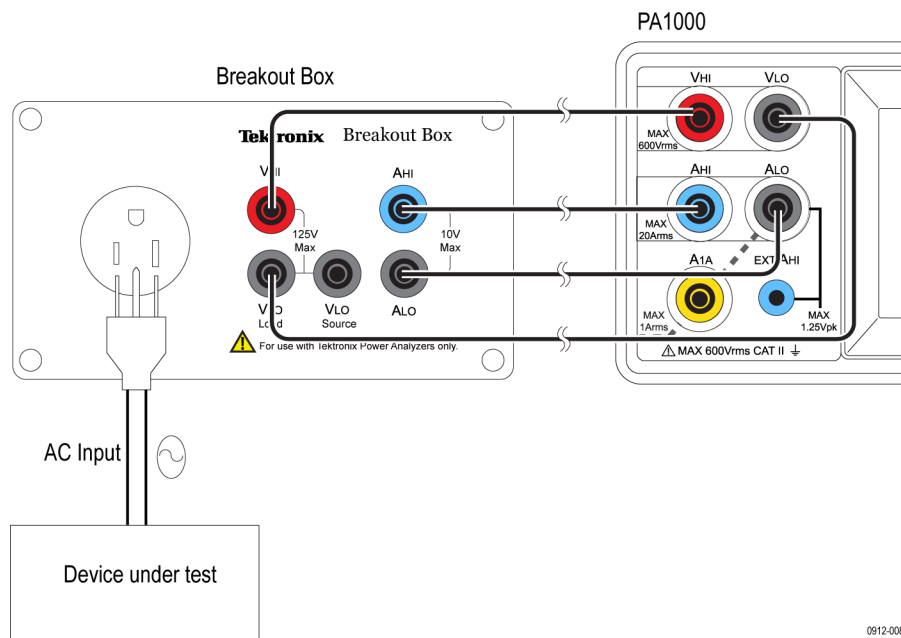 PA1000
Breakout Box
Tektronix Breakout Box
VHI
AHI
125V
Max
10V
Max
VLO
Load
VLO
Source
ALO
For use with Tektronix Power Analyzers only.
VHI
VLO
MAX
600Vrms
AHI
ALO
MAX
20Arms
A1A
EXT AHI
MAX
1Arms
MAX
1.25Vpk
MAX 600Vrms CAT II
AC Input
Device under test
0912-008